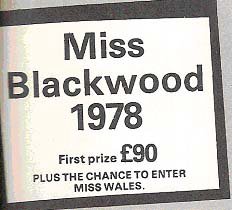 Miss
Blackwood
1978
First prize £90
PLUS THE CHANCE TO ENTER
MISS WALES.